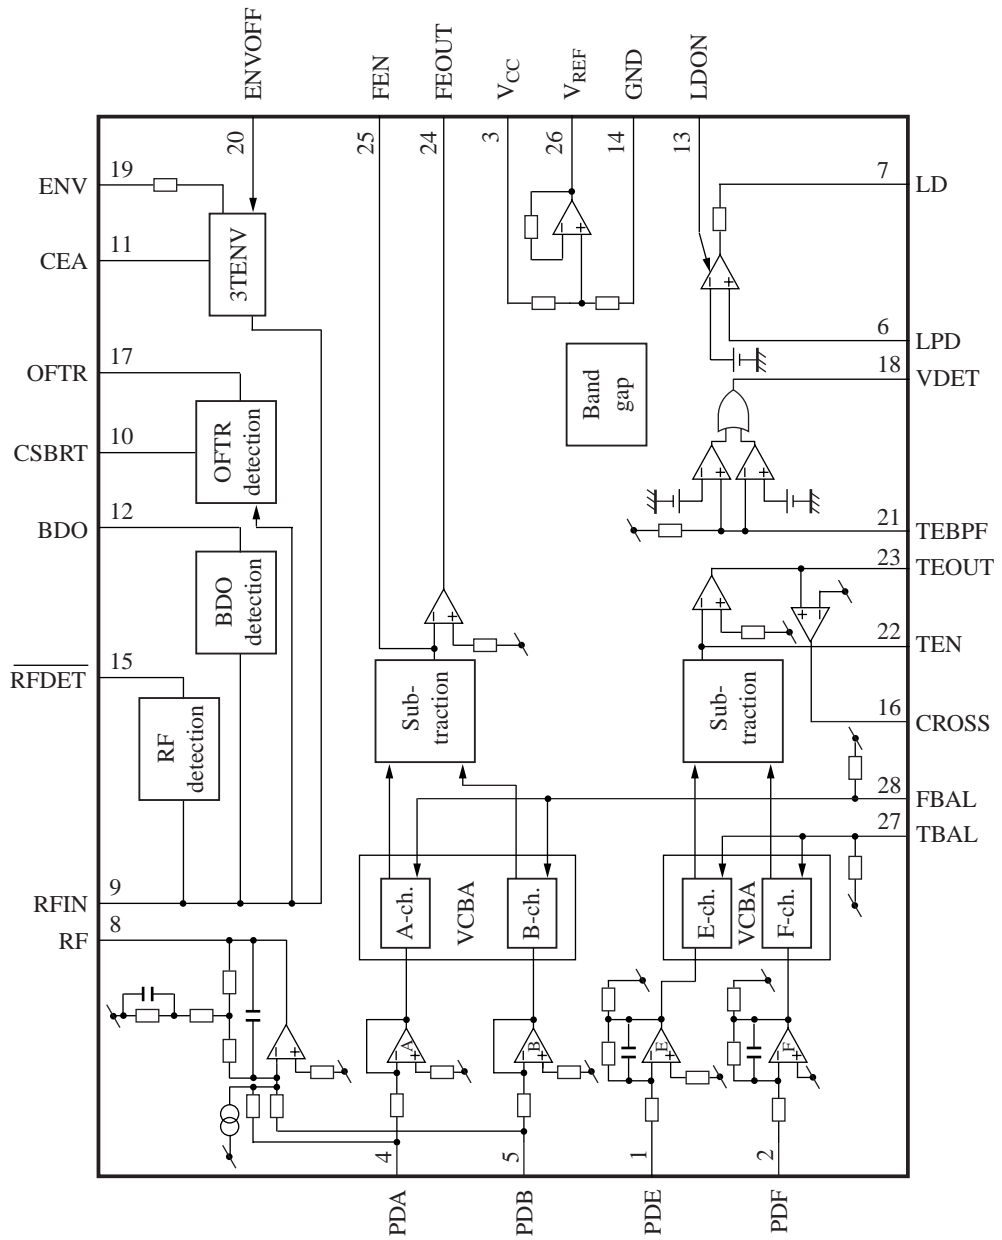 ENVOFF
FEN
FEOUT
VCC
VREF
GND
LDON
20
25
24
3
26
14
13
ENV
19
CEA
11
3TENV
OFTR
17
CSBRT
10
OFTR
detection
BDO
12
BDO
detection
RFDET
15
RF
detection
RFIN
9
RF
8
7
LD
6
LPD
18
VDET
21
TEBPF
23
TEOUT
22
TEN
16
CROSS
28
FBAL
27
TBAL
Band
gap
Sub-
traction
Sub-
traction
A-ch.
VCBA
B-ch.
E-ch.
VCBA
F-ch.
A
B
E
F
4
5
1
2
PDA
PDB
PDE
PDF